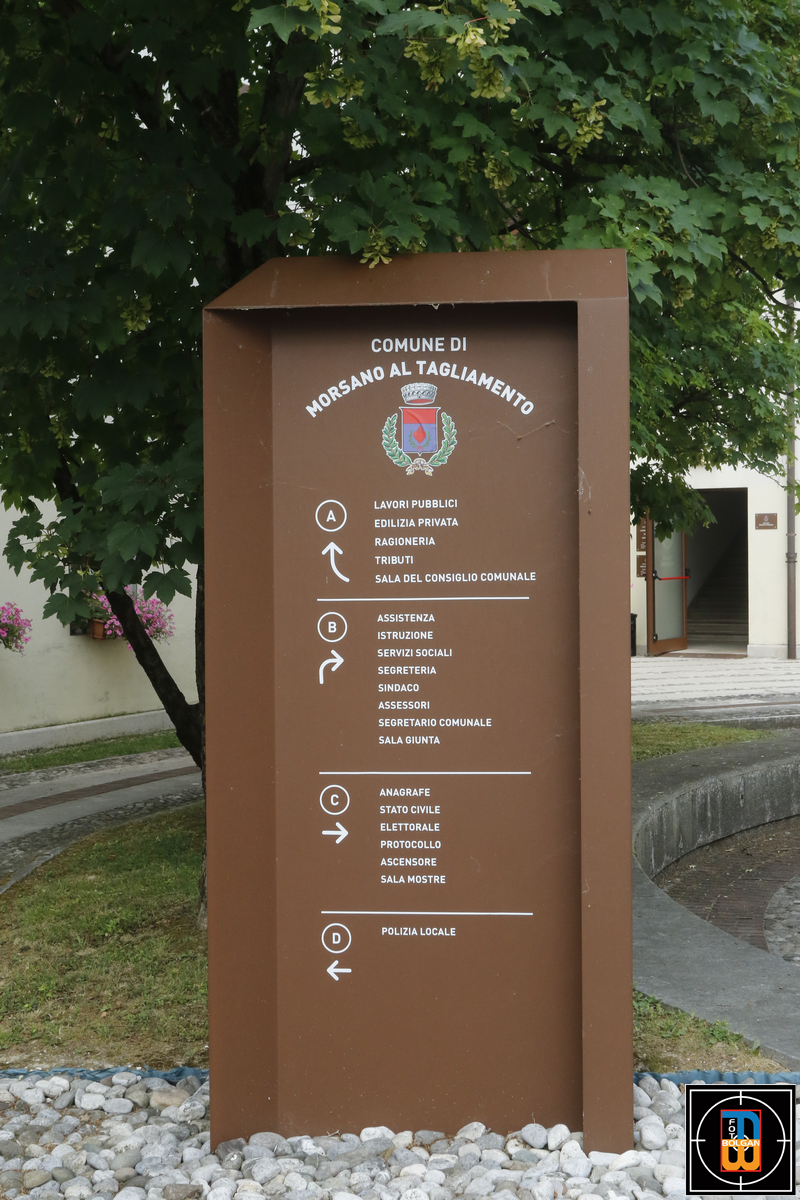 COMUNE DI
MORSANO AL TAGLIAMENTO
A
LAVORI PUBBLICI
EDILIZIA PRIVATA
RAGIONERIA
TRIBUTI
SALA DEL CONSIGLIO COMUNALE
B
ASSISTENZA
ISTRUZIONE
SERVIZI SOCIALI
SEGRETERIA
SINDACO
ASSESSORI
SEGRETARIO COMUNALE
SALA GIUNTA
C
ANAGRAFE
STATO CIVILE
ELETTORALE
PROTOCOLLO
ASCENSORE
SALA MOSTRE
D
POLIZIA LOCALE
FOTO
BOLGAN